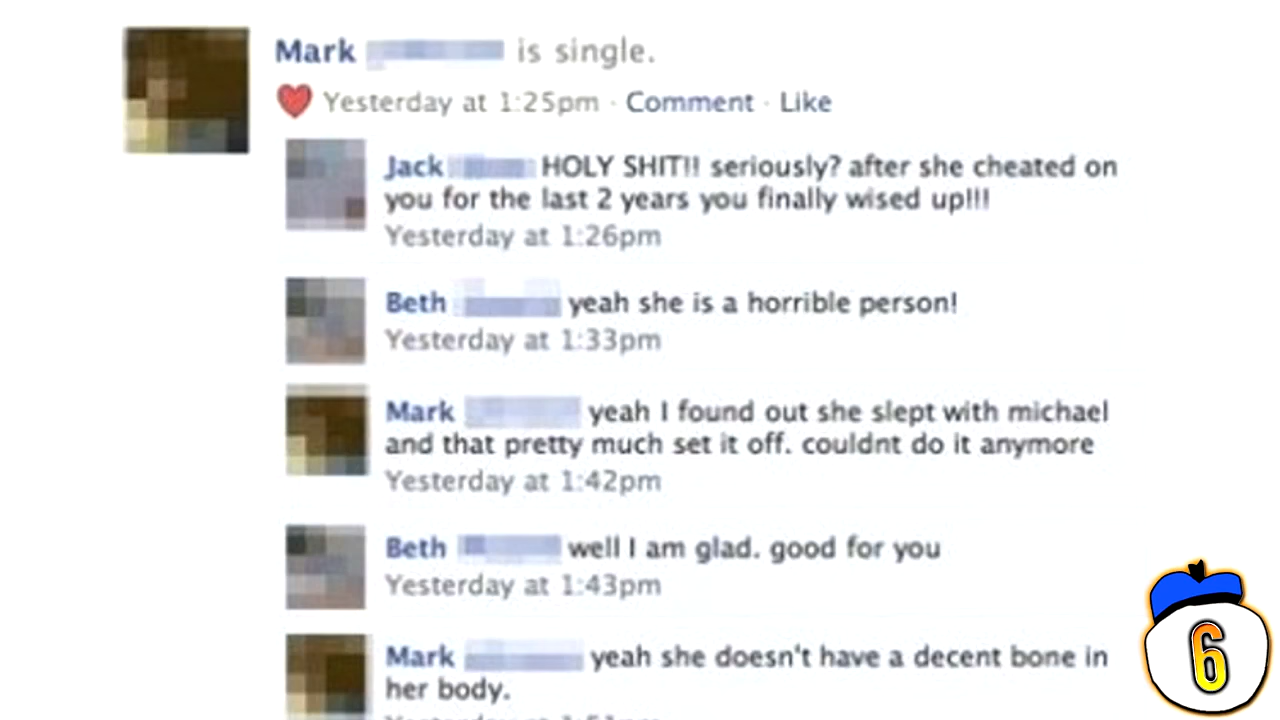 Mark is single.
Yesterday at 1:25pm · Comment · Like
Jack HOLY SHIT!! seriously? after she cheated on
you for the last 2 years you finally wised up!!!
Yesterday at 1:26pm
Beth yeah she is a horrible person!
Yesterday at 1:33pm
Mark yeah I found out she slept with michael
and that pretty much set it off. couldnt do it anymore
Yesterday at 1:42pm
Beth well I am glad. good for you
Yesterday at 1:43pm
Mark yeah she doesn't have a decent bone in
her body.
6